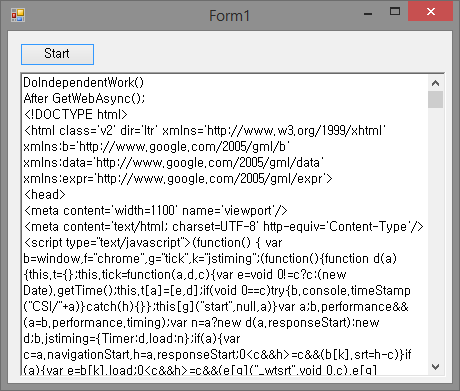 Form1
Start
DoIndependentWork()
After GetWebAsync();
<!DOCTYPE html>
<html class='v2' dir='ltr' xmlns='http://www.w3.org/1999/xhtml'
xmlns:b='http://www.google.com/2005/gml/b'
xmlns:data='http://www.google.com/2005/gml/data'
xmlns:expr='http://www.google.com/2005/gml/expr'>
<head>
<meta content='width=1100' name='viewport'/>
<meta content='text/html; charset=UTF-8' http-equiv='Content-Type'/>
<script type="text/javascript">(function() { var
b=window,f="chrome",g="tick",k="jstiming";(function(){function d(a)
{this.t={};this.tick=function(a,d,c){var e=void 0!=c?c:(new
Date).getTime();this.t[a]=[e,d];if(void 0==c)try{b.console.timeStamp
("CSI/"+a)}catch(h){}};this[g]("start",null,a)}var a;b.performance&&
(a=b.performance.timing);var n=a?new d(a.responseStart):new
d;b.jstiming={Timer:d,load:n};if(a){var
c=a.navigationStart,h=a.responseStart;0<c&&h>=c&&(b[k].srt=h-c)}if
(a){var e=b[k].load;0<c&&h>=c&&(e[g]("_wtsrt",void 0,c),e[g]